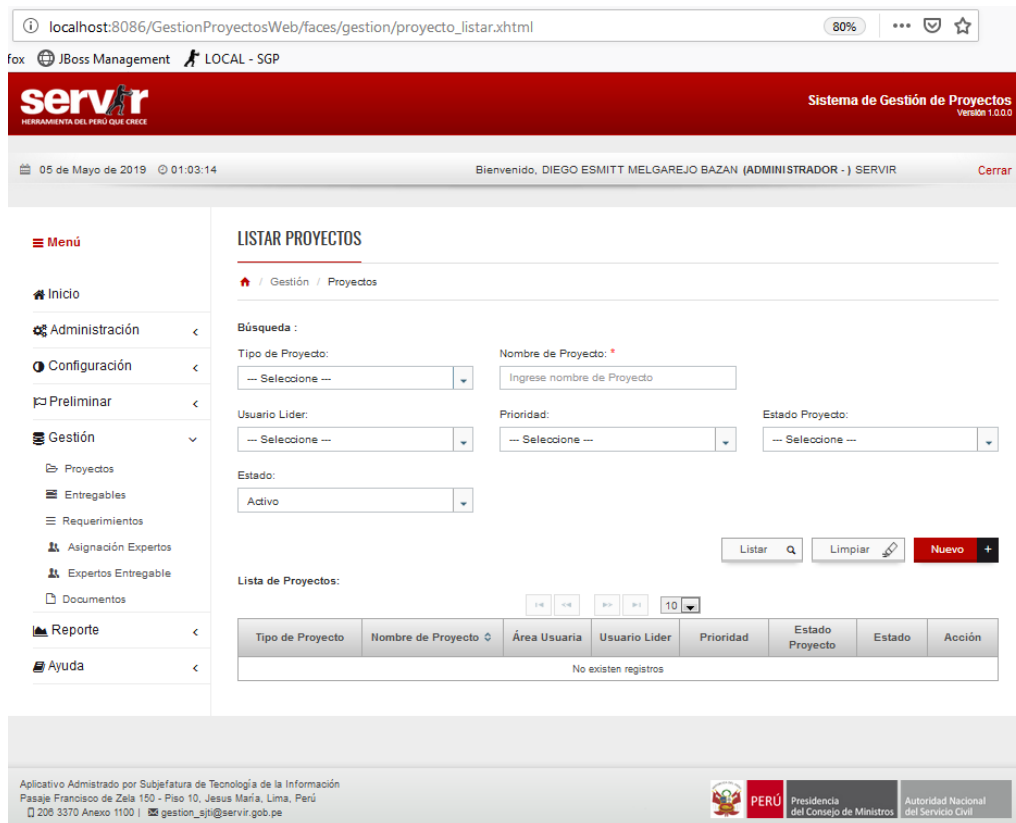 localhost:8086/GestionProyectosWeb/faces/gestion/proyecto_listar.xhtml 80%
fox JBoss Management LOCAL - SGP
servir
HERRAMIENTA DEL PERÚ QUE CRECE
Sistema de Gestión de Proyectos
Versión 1.0.0.0
05 de Mayo de 2019 01:03:14 Bienvenido, DIEGO ESMITT MELGAREJO BAZAN (ADMINISTRADOR - ) SERVIR Cerrar
Menú
Inicio
Administración
Configuración
Preliminar
Gestión
Proyectos
Entregables
Requerimientos
Asignación Expertos
Expertos Entregable
Documentos
Reporte
Ayuda
LISTAR PROYECTOS
/ Gestión / Proyectos
Búsqueda :
Tipo de Proyecto: Nombre de Proyecto: *
--- Seleccione --- Ingrese nombre de Proyecto
Usuario Lider: Prioridad: Estado Proyecto:
--- Seleccione --- --- Seleccione --- --- Seleccione ---
Estado:
Activo
Listar Limpiar Nuevo +
Lista de Proyectos:
10
Tipo de Proyecto Nombre de Proyecto Área Usuaria Usuario Lider Prioridad Estado Proyecto Estado Acción
No existen registros
Aplicativo Admistrado por Subjefatura de Tecnología de la Información
Pasaje Francisco de Zela 150 - Piso 10, Jesus María, Lima, Perú
206 3370 Anexo 1100 | gestion_sjti@servir.gob.pe
PERÚ
Presidencia
del Consejo de Ministros
Autoridad Nacional
del Servicio Civil